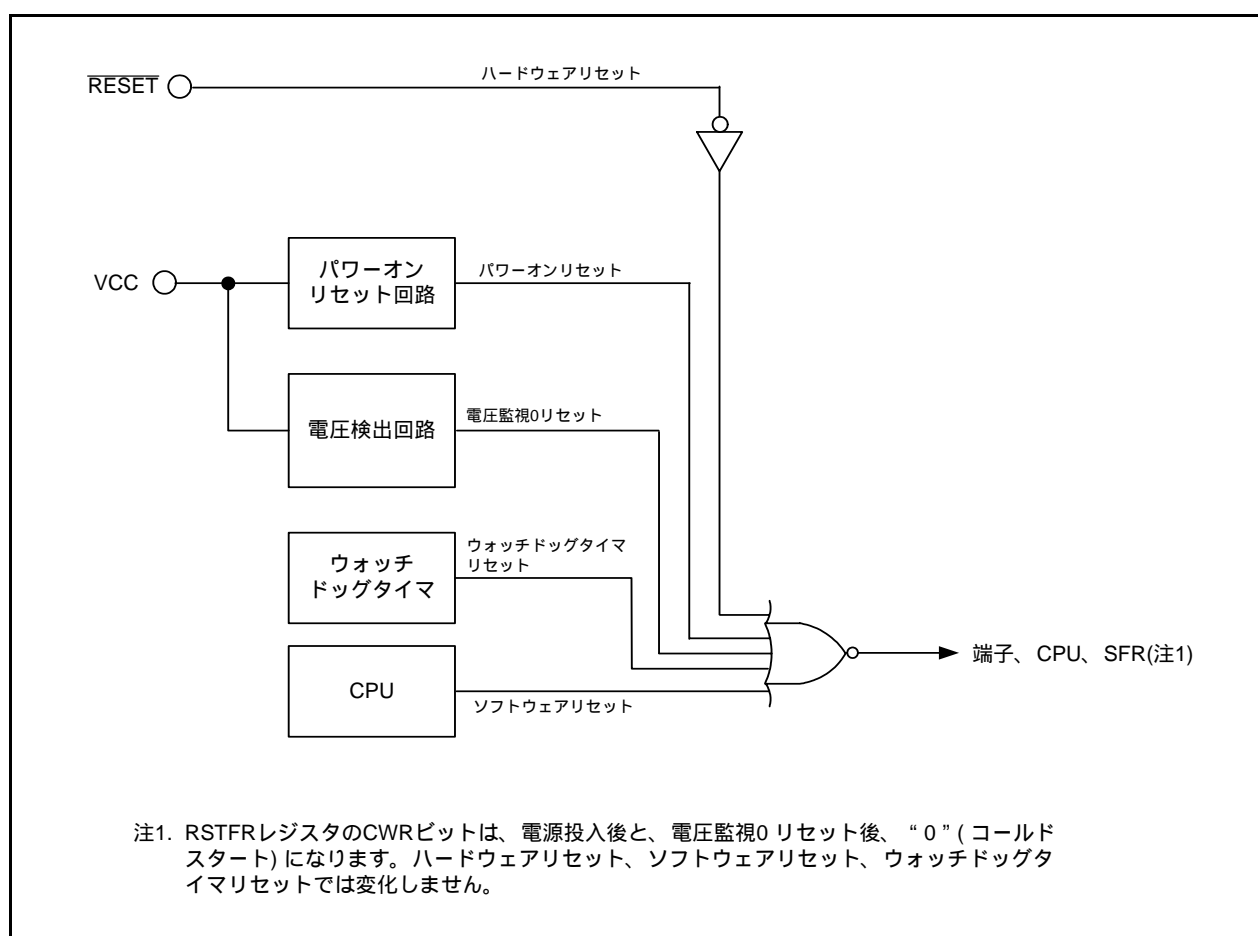 RESET
ハードウェアリセット
VCC
パワーオン
リセット回路
パワーオンリセット
電圧検出回路
電圧監視0リセット
ウォッチ
ドッグタイマ
ウォッチドッグタイマ
リセット
CPU
ソフトウェアリセット
端子、CPU、SFR(注1)
注1. RSTFRレジスタのCWRビットは、電源投入後と、電圧監視0 リセット後、“ 0 ” ( コールド
スタート) になります。ハードウェアリセット、ソフトウェアリセット、ウォッチドッグタ
イマリセットでは変化しません。